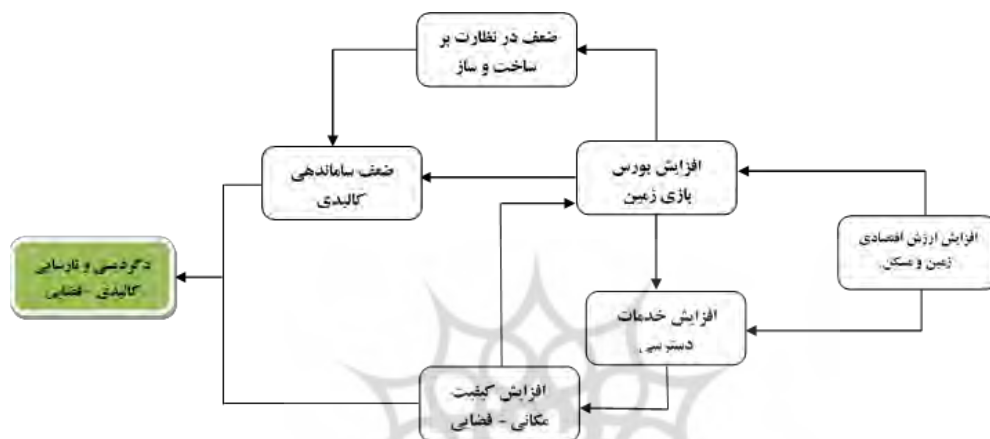 ضعف در نظارت بر
ساخت و ساز
افزایش بورس
بازی زمین
ضعف ساماندهی
کالبدی
افزایش ارزش اقتصادی
زمین و مسکن
دگردیسی و نارسایی
کالبدی - فضایی
افزایش خدمات
دسترسی
افزایش کیفیت
مکانی - فضایی